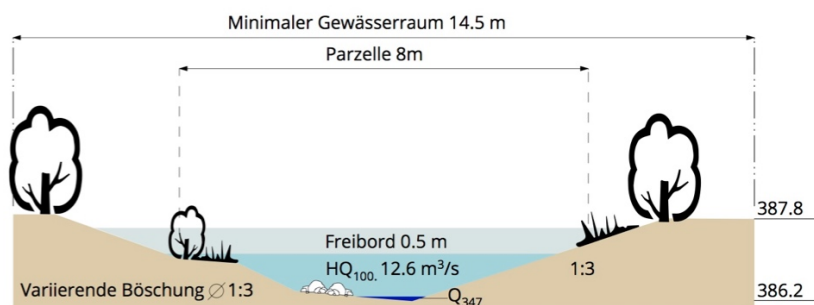 Minimaler Gewässerraum 14.5 m
Parzelle 8m
387.8
Freibord 0.5 m
HQ100. 12.6 m³/s
1:3
Variierende Böschung ∅ 1:3
Q347
386.2